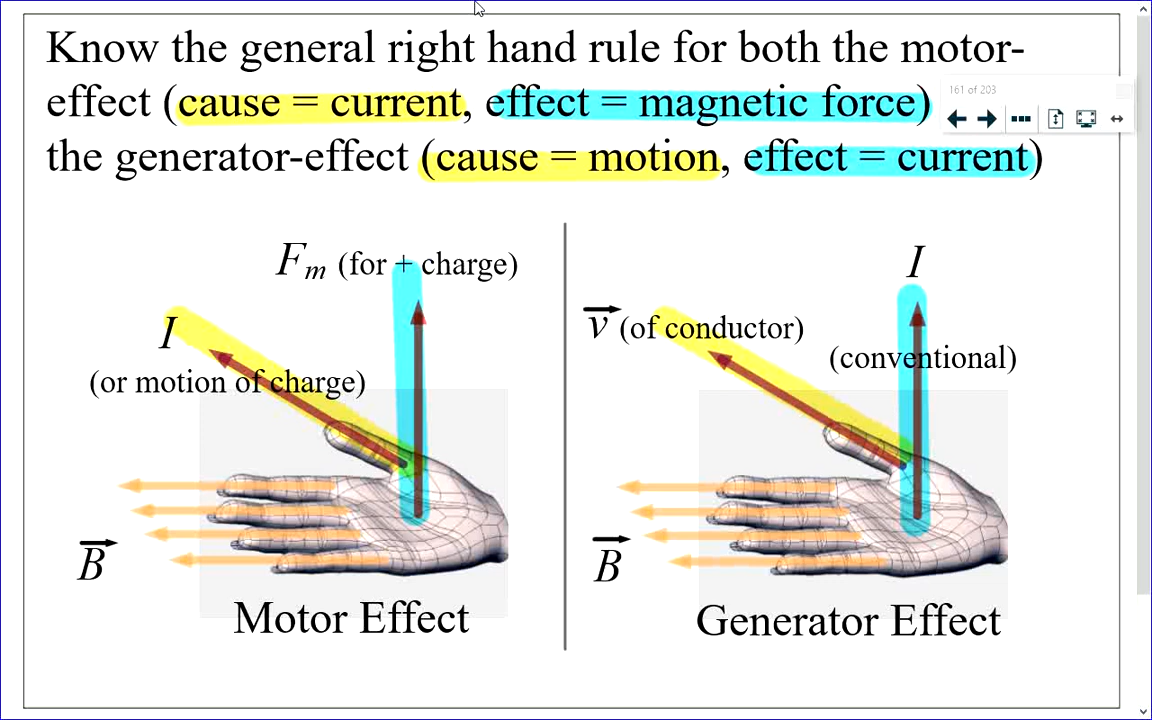 Know the general right hand rule for both the motor-
effect (cause = current, effect = magnetic force)
161 of 203
the generator-effect (cause = motion, effect = current)
Fm (for + charge)
I
(or motion of charge)
B
Motor Effect
I
v (of conductor)
(conventional)
B
Generator Effect